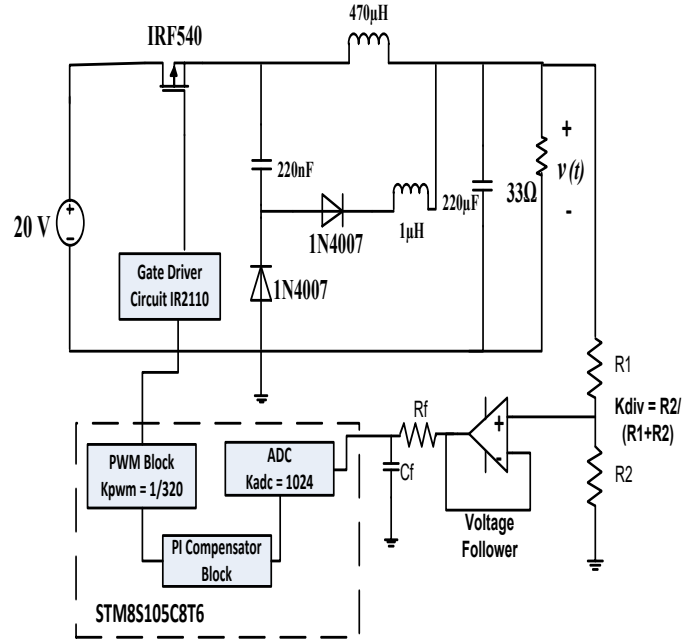 470µH
IRF540
220nF
1N4007
1µH
220µF
33Ω
+
v(t)
-
20 V
+
-
Gate Driver
Circuit IR2110
1N4007
R1
Kdiv = R2/
(R1+R2)
R2
Rf
Cf
+
-
Voltage
Follower
ADC
Kadc = 1024
PWM Block
Kpwm = 1/320
PI Compensator
Block
STM8S105C8T6